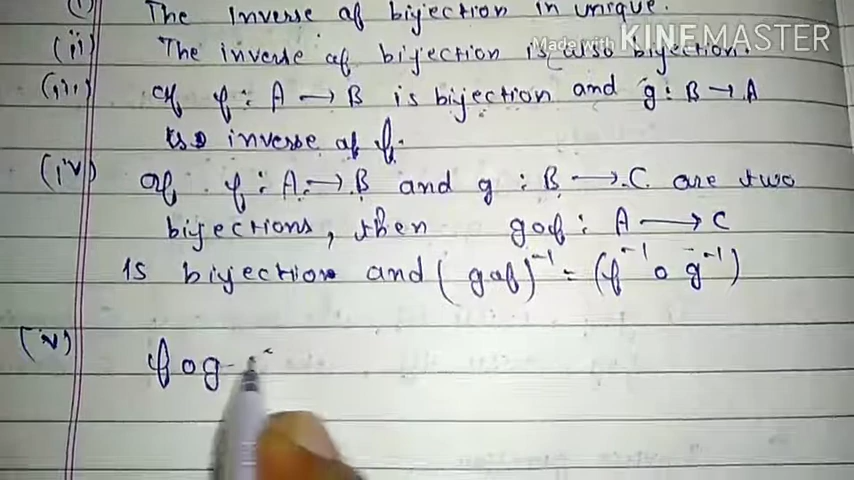 (i) The inverse of bijection in unique.
(ii) The inverse of bijection is also bijection.
Made with KINEMASTER
(iii) If f : A → B is bijection and g : B → A
is inverse of f.
(iv) If f : A → B and g : B → C are two
bijections, then gof : A → C
is bijection and (gof)⁻¹ = (f⁻¹ o g⁻¹)
(v) fog